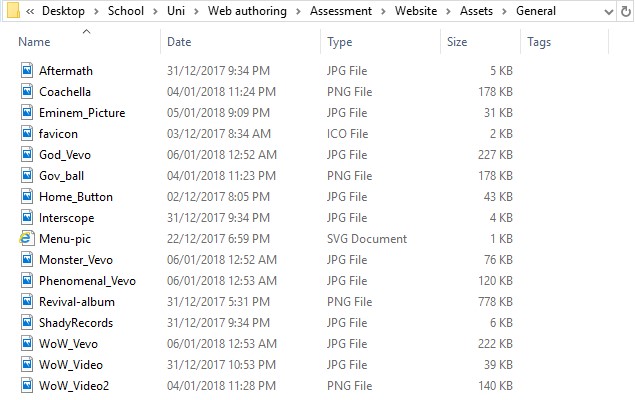 « Desktop > School > Uni > Web authoring > Assessment > Website > Assets > General
Name Date Type Size Tags
Aftermath 31/12/2017 9:34 PM JPG File 5 KB
Coachella 04/01/2018 11:24 PM PNG File 178 KB
Eminem_Picture 05/01/2018 9:09 PM JPG File 31 KB
favicon 03/12/2017 8:34 AM ICO File 2 KB
God_Vevo 06/01/2018 12:52 AM JPG File 227 KB
Gov_ball 04/01/2018 11:23 PM PNG File 178 KB
Home_Button 02/12/2017 8:05 PM JPG File 43 KB
Interscope 31/12/2017 9:34 PM JPG File 4 KB
Menu-pic 22/12/2017 6:59 PM SVG Document 1 KB
Monster_Vevo 06/01/2018 12:52 AM JPG File 76 KB
Phenomenal_Vevo 06/01/2018 12:53 AM JPG File 120 KB
Revival-album 31/12/2017 5:31 PM PNG File 778 KB
ShadyRecords 31/12/2017 9:34 PM JPG File 6 KB
WoW_Vevo 06/01/2018 12:53 AM JPG File 222 KB
WoW_Video 31/12/2017 10:53 PM JPG File 39 KB
WoW_Video2 04/01/2018 11:28 PM PNG File 140 KB